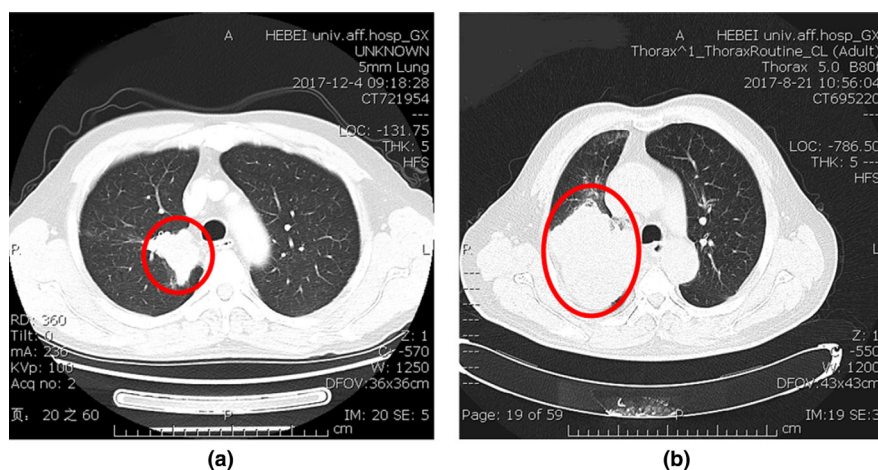 A
HEBEI univ.aff.hosp_GX
UNKNOWN
5mm Lung
2017-12-4 09:18:28
CT721954
---
LOC: -131.75
THK: 5
HFS
R
L
RD: 360
Tilt: 0
mA: 236
KVp: 100
Acq no: 2
Z: 1
C: -570
W: 1250
DFOV:36x36cm
页: 20 之 60
P
IM: 20 SE: 5
cm
(a)
A
HEBEI univ.aff.hosp_GX
Thorax^1_ThoraxRoutine_CL (Adult)
Thorax 5.0 B80f
2017-8-21 10:56:04
CT695220
---
LOC: -786.50
THK: 5 ---
HFS
R
L
Z: 1
-550
W: 1200
DFOV:43x43cm
Page: 19 of 59
P
IM:19 SE:3
cm
(b)